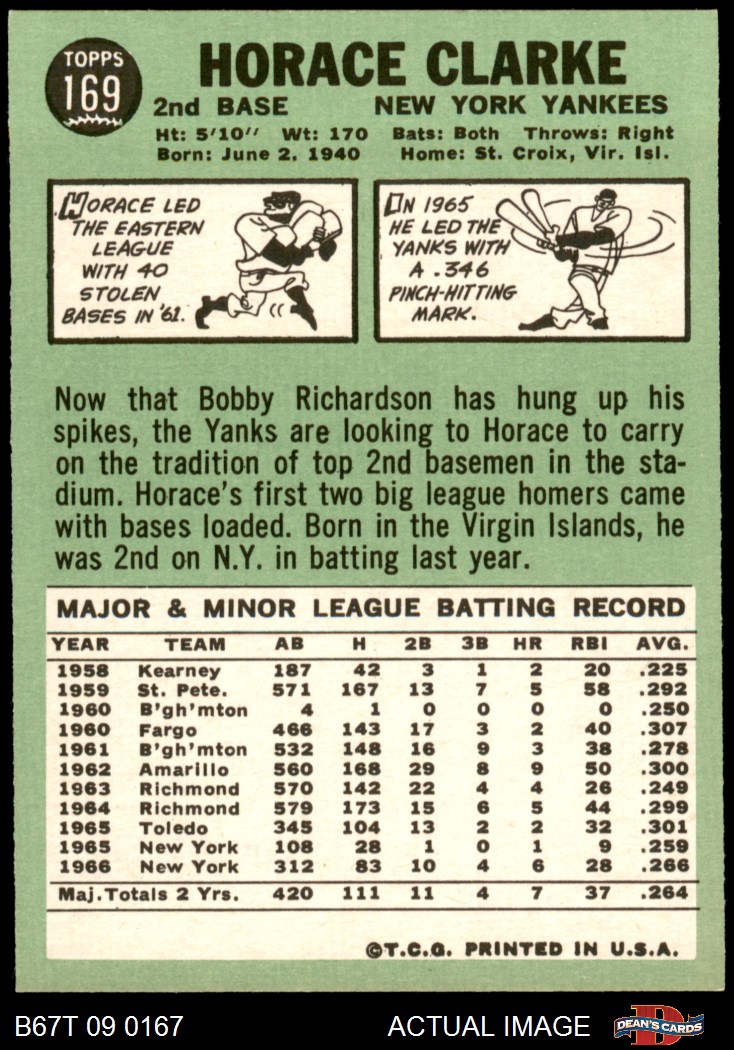 TOPPS
169
HORACE CLARKE
2nd BASE NEW YORK YANKEES
Ht: 5'10" Wt: 170 Bats: Both Throws: Right
Born: June 2, 1940 Home: St. Croix, Vir. Isl.
HORACE LED
THE EASTERN
LEAGUE
WITH 40
STOLEN
BASES IN '61.
IN 1965
HE LED THE
YANKS WITH
A .346
PINCH-HITTING
MARK.
Now that Bobby Richardson has hung up his
spikes, the Yanks are looking to Horace to carry
on the tradition of top 2nd basemen in the sta-
dium. Horace's first two big league homers came
with bases loaded. Born in the Virgin Islands, he
was 2nd on N.Y. in batting last year.
MAJOR & MINOR LEAGUE BATTING RECORD
YEAR TEAM AB H 2B 3B HR RBI AVG.
1958 Kearney 187 42 3 1 2 20 .225
1959 St. Pete. 571 167 13 7 5 58 .292
1960 B'gh'mton 4 1 0 0 0 0 .250
1960 Fargo 466 143 17 3 2 40 .307
1961 B'gh'mton 532 148 16 9 3 38 .278
1962 Amarillo 560 168 29 8 9 50 .300
1963 Richmond 570 142 22 4 4 26 .249
1964 Richmond 579 173 15 6 5 44 .299
1965 Toledo 345 104 13 2 2 32 .301
1965 New York 108 28 1 0 1 9 .259
1966 New York 312 83 10 4 6 28 .266
Maj. Totals 2 Yrs. 420 111 11 4 7 37 .264
©T.C.G. PRINTED IN U.S.A.
B67T 09 0167 ACTUAL IMAGE D DEAN'S CARDS